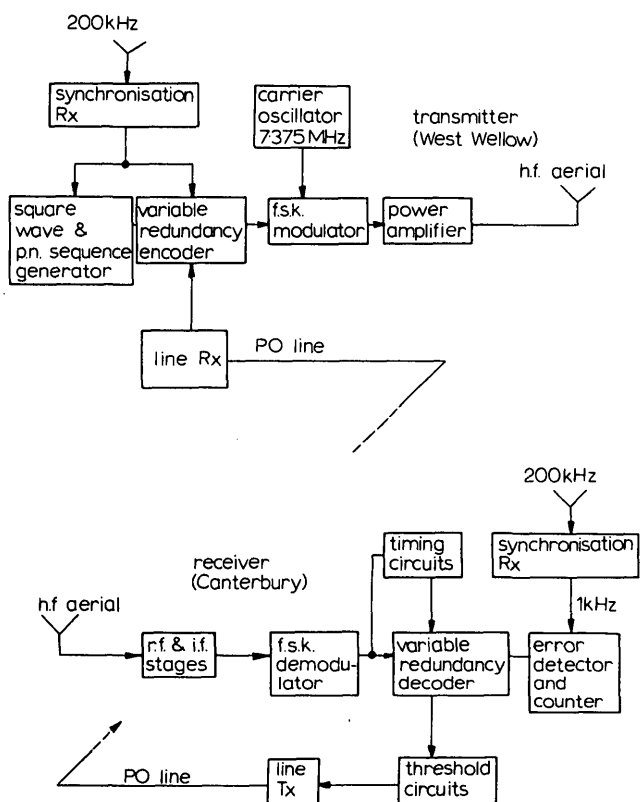 200kHz
synchronisation
Rx
carrier
oscillator
7·375 MHz
transmitter
(West Wellow)
h.f. aerial
square
wave &
p.n. sequence
generator
variable
redundancy
encoder
f.s.k.
modulator
power
amplifier
line Rx
PO line
200kHz
timing
circuits
synchronisation
Rx
receiver
(Canterbury)
h.f aerial
1kHz
r.f. & i.f.
stages
f.s.k.
demodu-
lator
variable
redundancy
decoder
error
detector
and
counter
PO line
line
Tx
threshold
circuits